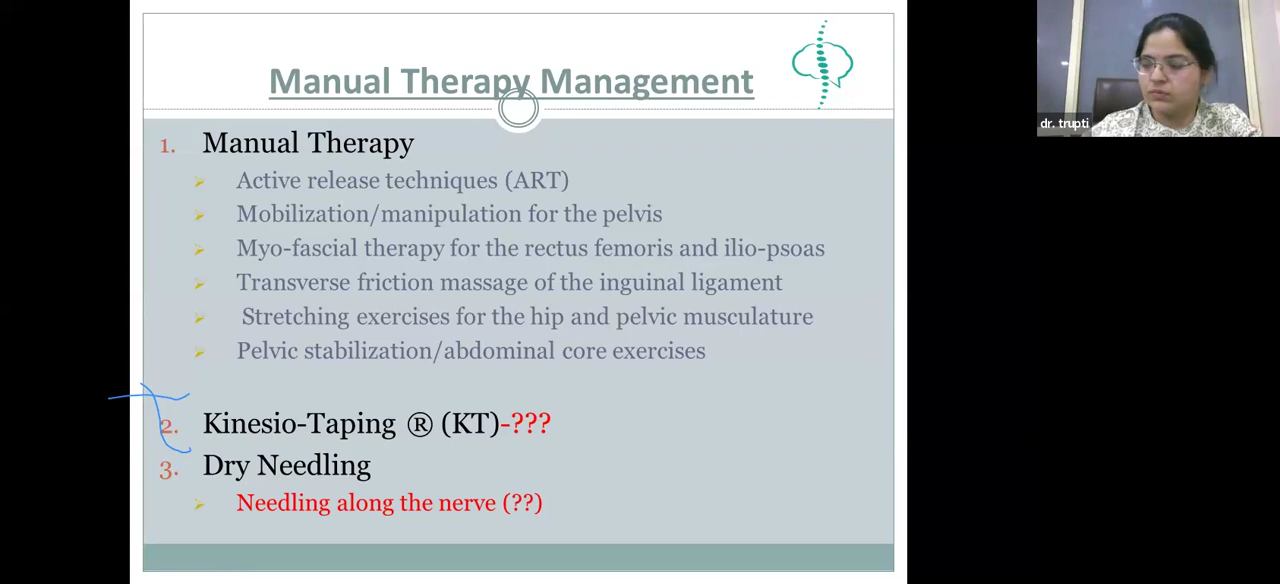 Manual Therapy Management
1. Manual Therapy
Active release techniques (ART)
Mobilization/manipulation for the pelvis
Myo-fascial therapy for the rectus femoris and ilio-psoas
Transverse friction massage of the inguinal ligament
Stretching exercises for the hip and pelvic musculature
Pelvic stabilization/abdominal core exercises
2. Kinesio-Taping ® (KT)-???
3. Dry Needling
Needling along the nerve (??)
dr. trupti